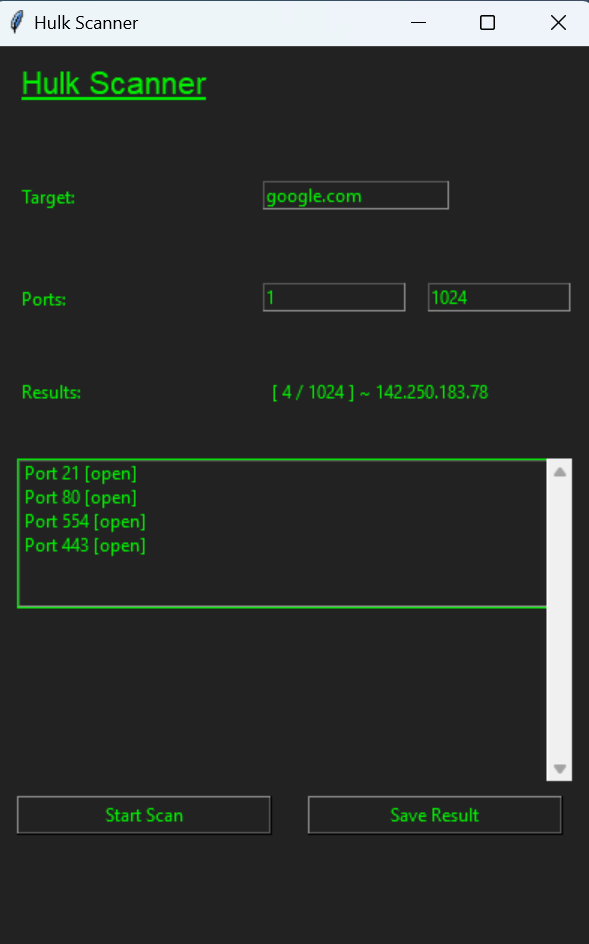 Hulk Scanner
Hulk Scanner
Target: google.com
Ports: 1 1024
Results: [ 4 / 1024 ] ~ 142.250.183.78
Port 21 [open]
Port 80 [open]
Port 554 [open]
Port 443 [open]
Start Scan Save Result